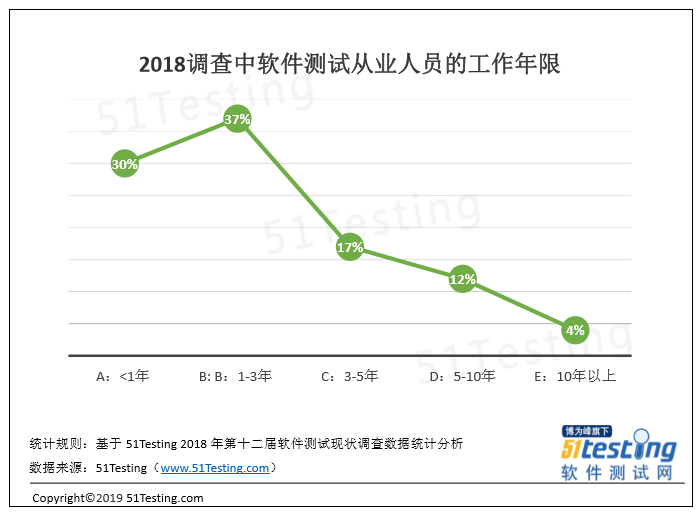 2018调查中软件测试从业人员的工作年限
51Testing
30%
37%
51Testing
17%
12%
51Testing
4%
A：<1年
B: B：1-3年
C：3-5年
D：5-10年
E：10年以上
统计规则：基于 51Testing 2018 年第十二届软件测试现状调查数据统计分析
数据来源：51Testing（www.51Testing.com）
博为峰旗下
51testing
软件测试网
Copyright©2019 51Testing.com